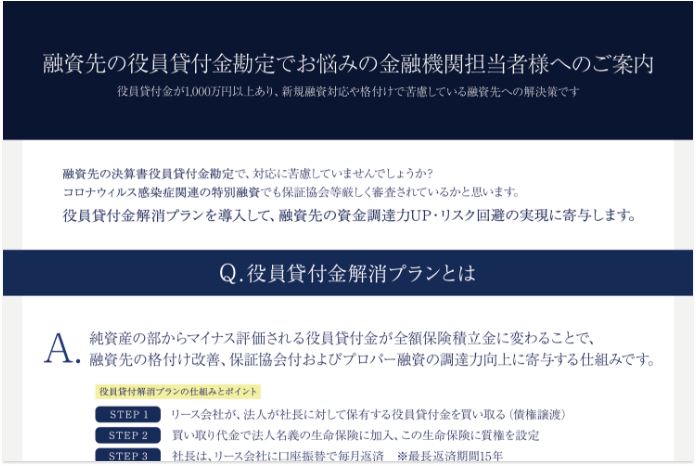 融資先の役員貸付金勘定でお悩みの金融機関担当者様へのご案内
役員貸付金が1,000万円以上あり、新規融資対応や格付けで苦慮している融資先への解決策です
融資先の決算書役員貸付金勘定で、対応に苦慮していませんでしょうか?
コロナウィルス感染症関連の特別融資でも保証協会等厳しく審査されているかと思います。
役員貸付金解消プランを導入して、融資先の資金調達力UP・リスク回避の実現に寄与します。
Q.役員貸付金解消プランとは
A.
純資産の部からマイナス評価される役員貸付金が全額保険積立金に変わることで、
融資先の格付け改善、保証協会付およびプロパー融資の調達力向上に寄与する仕組みです。
役員貸付解消プランの仕組みとポイント
STEP 1 リース会社が、法人が社長に対して保有する役員貸付金を買い取る(債権譲渡)
STEP 2 買い取り代金で法人名義の生命保険に加入、この生命保険に質権を設定
STEP 3 社長は、リース会社に口座振替で毎月返済 ※最長返済期間15年